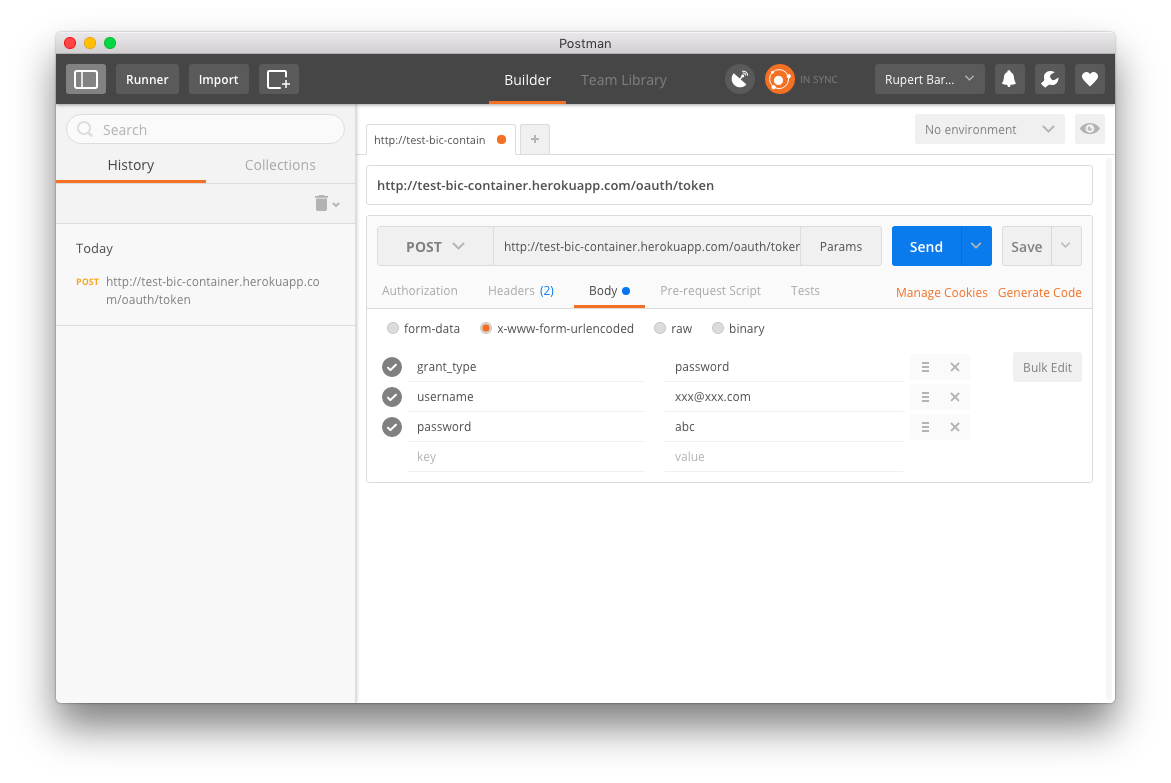 Postman
Runner
Import
Builder
Team Library
IN SYNC
Rupert Bar...
Search
History
Collections
Today
POST http://test-bic-container.herokuapp.co
m/oauth/token
http://test-bic-contain
+
No environment
http://test-bic-container.herokuapp.com/oauth/token
POST
http://test-bic-container.herokuapp.com/oauth/token
Params
Send
Save
Authorization
Headers (2)
Body
Pre-request Script
Tests
Manage Cookies
Generate Code
form-data
x-www-form-urlencoded
raw
binary
grant_type password
Bulk Edit
username xxx@xxx.com
password abc
key value